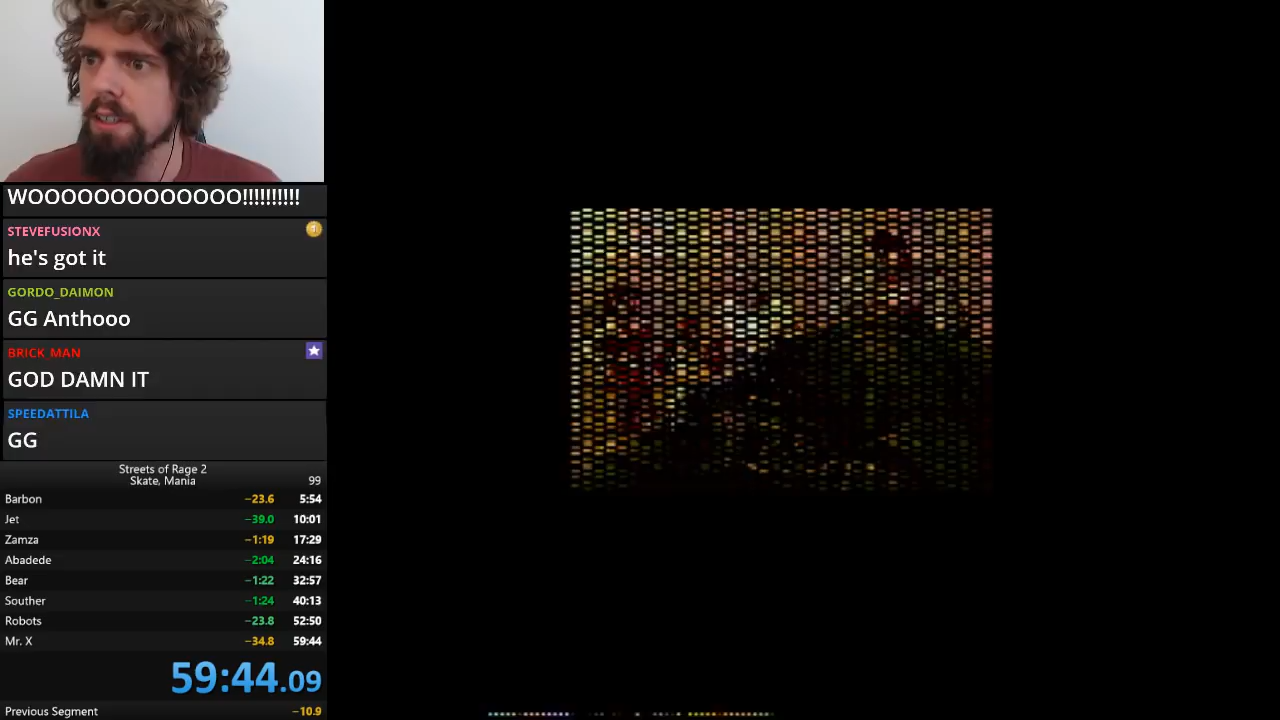 WOOOOOOOOOOOOO!!!!!!!!!!
STEVEFUSIONX
he's got it
GORDO_DAIMON
GG Anthooo
BRICK_MAN
GOD DAMN IT
SPEEDATTILA
GG
Streets of Rage 2
Skate, Mania 99
Barbon −23.6 5:54
Jet −39.0 10:01
Zamza −1:19 17:29
Abadede −2:04 24:16
Bear −1:22 32:57
Souther −1:24 40:13
Robots −23.8 52:50
Mr. X −34.8 59:44
59:44.09
Previous Segment −10.9